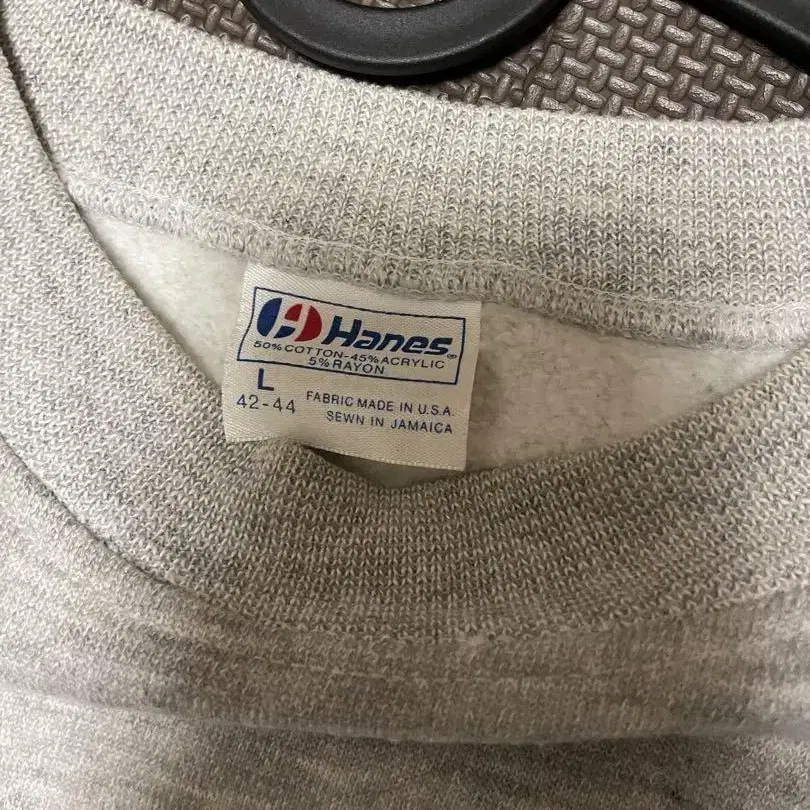 Hanes®
50% COTTON-45% ACRYLIC
5% RAYON
L
42-44
FABRIC MADE IN U.S.A.
SEWN IN JAMAICA